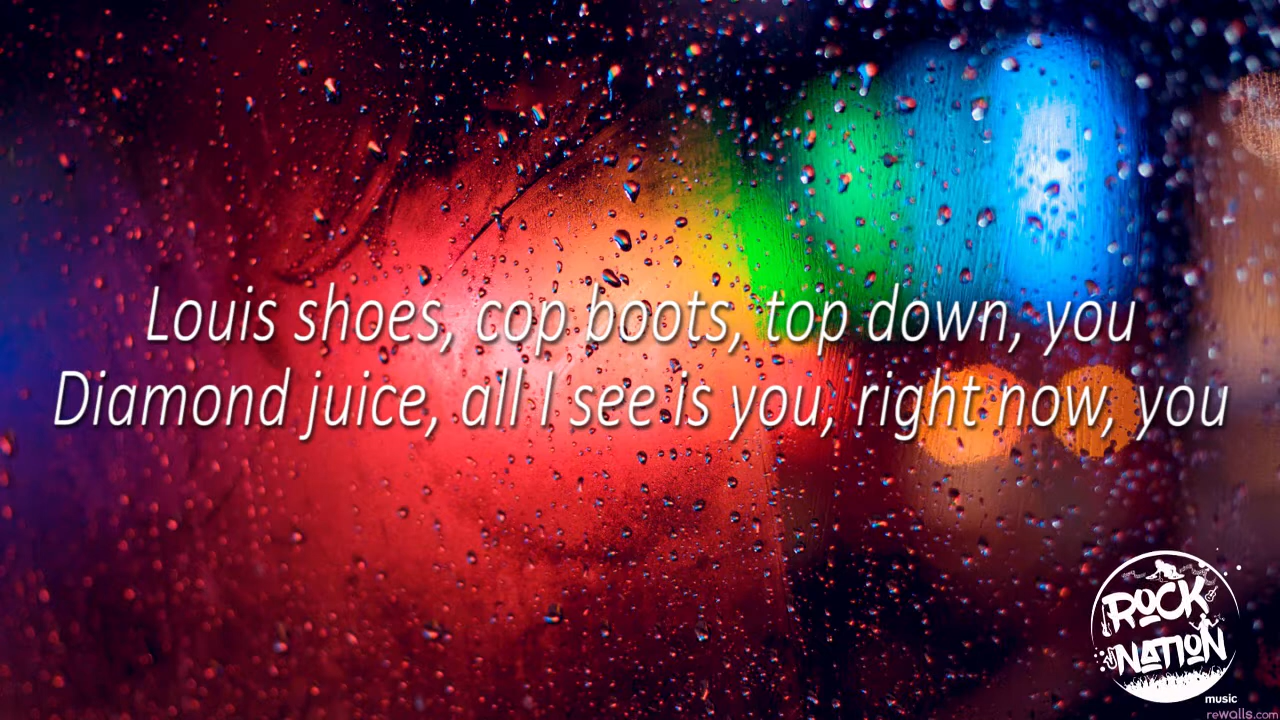 Louis shoes, cop boots, top down, you
Diamond juice, all I see is you, right now, you
ROCK
NATION
music
rewalls.com